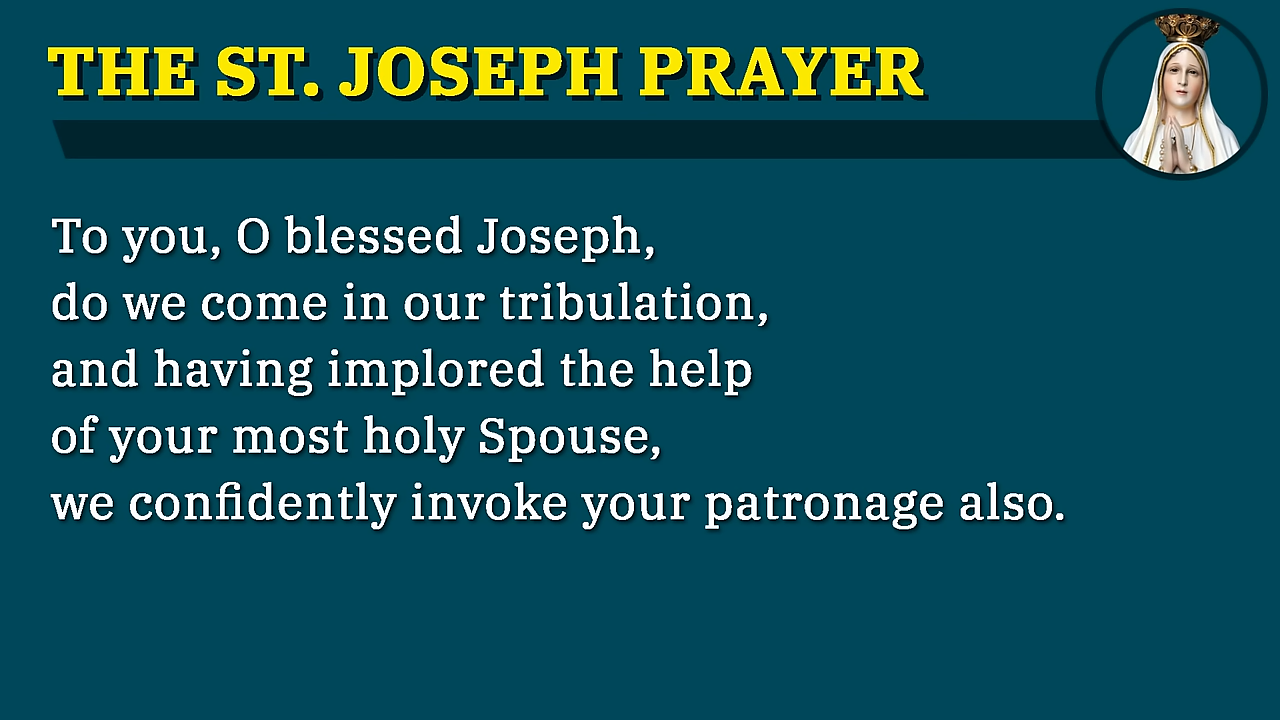 THE ST. JOSEPH PRAYER
To you, O blessed Joseph,
do we come in our tribulation,
and having implored the help
of your most holy Spouse,
we confidently invoke your patronage also.